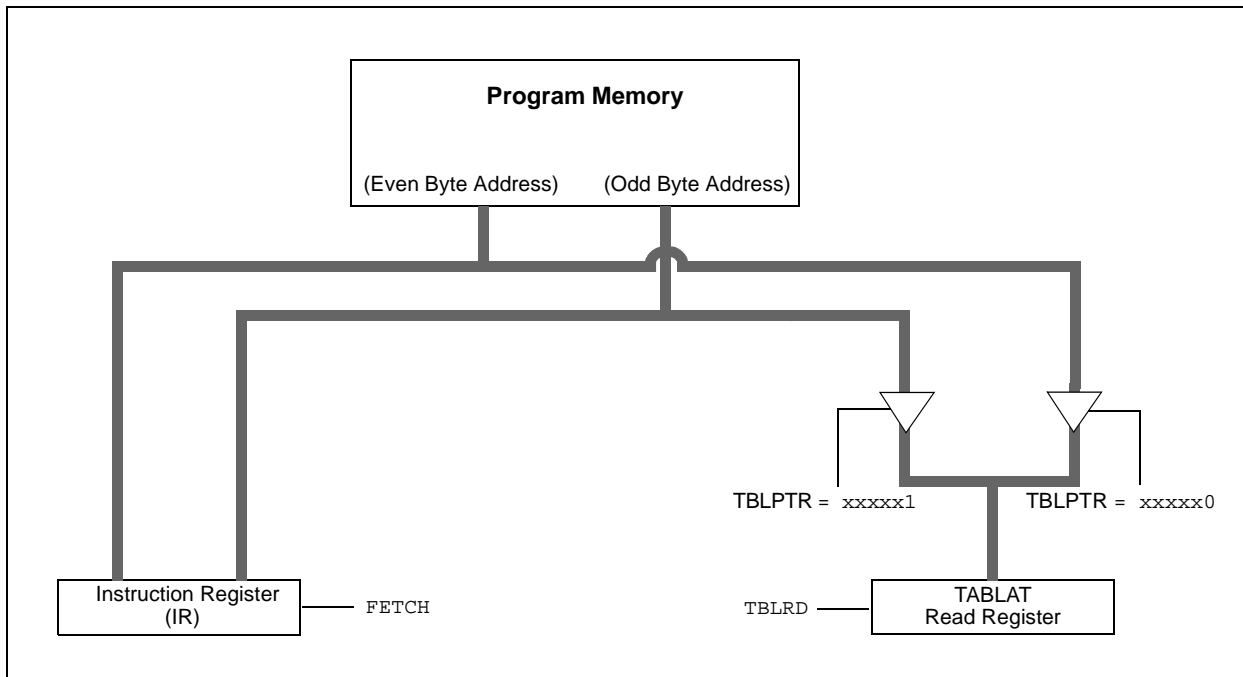 Program Memory
(Even Byte Address) (Odd Byte Address)
TBLPTR = xxxxx1 TBLPTR = xxxxx0
Instruction Register
(IR)
FETCH
TBLRD
TABLAT
Read Register